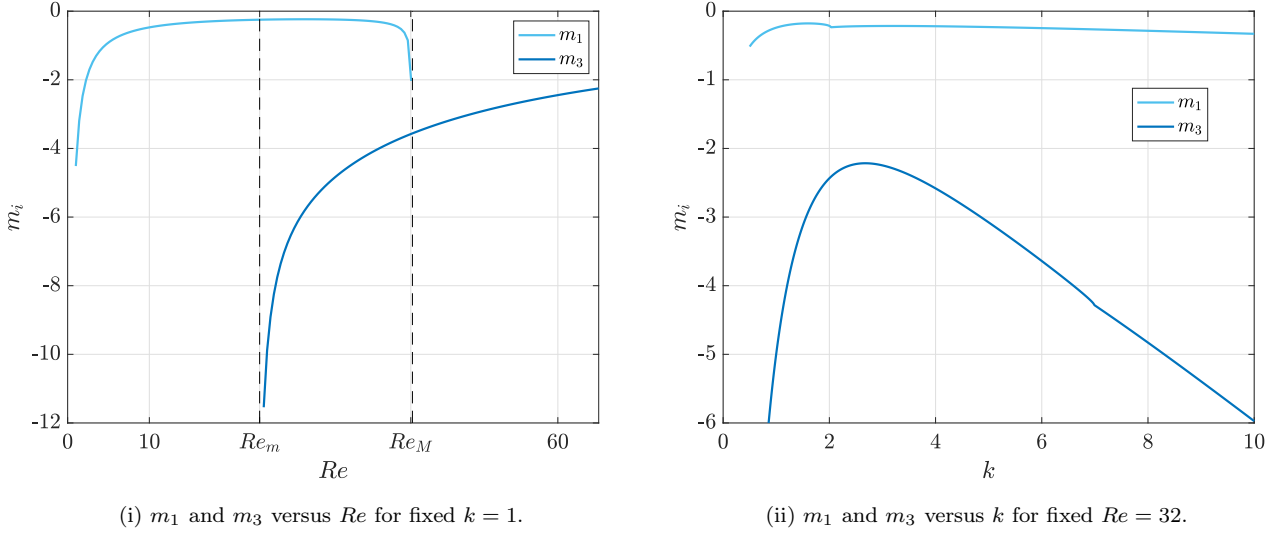 0
-2
-4
-6
-8
-10
-12
m_i
0
10
Re_m
Re_M
60
Re
m_1
m_3
(i) m_1 and m_3 versus Re for fixed k = 1.
0
-1
-2
-3
-4
-5
-6
m_i
0
2
4
6
8
10
k
m_1
m_3
(ii) m_1 and m_3 versus k for fixed Re = 32.